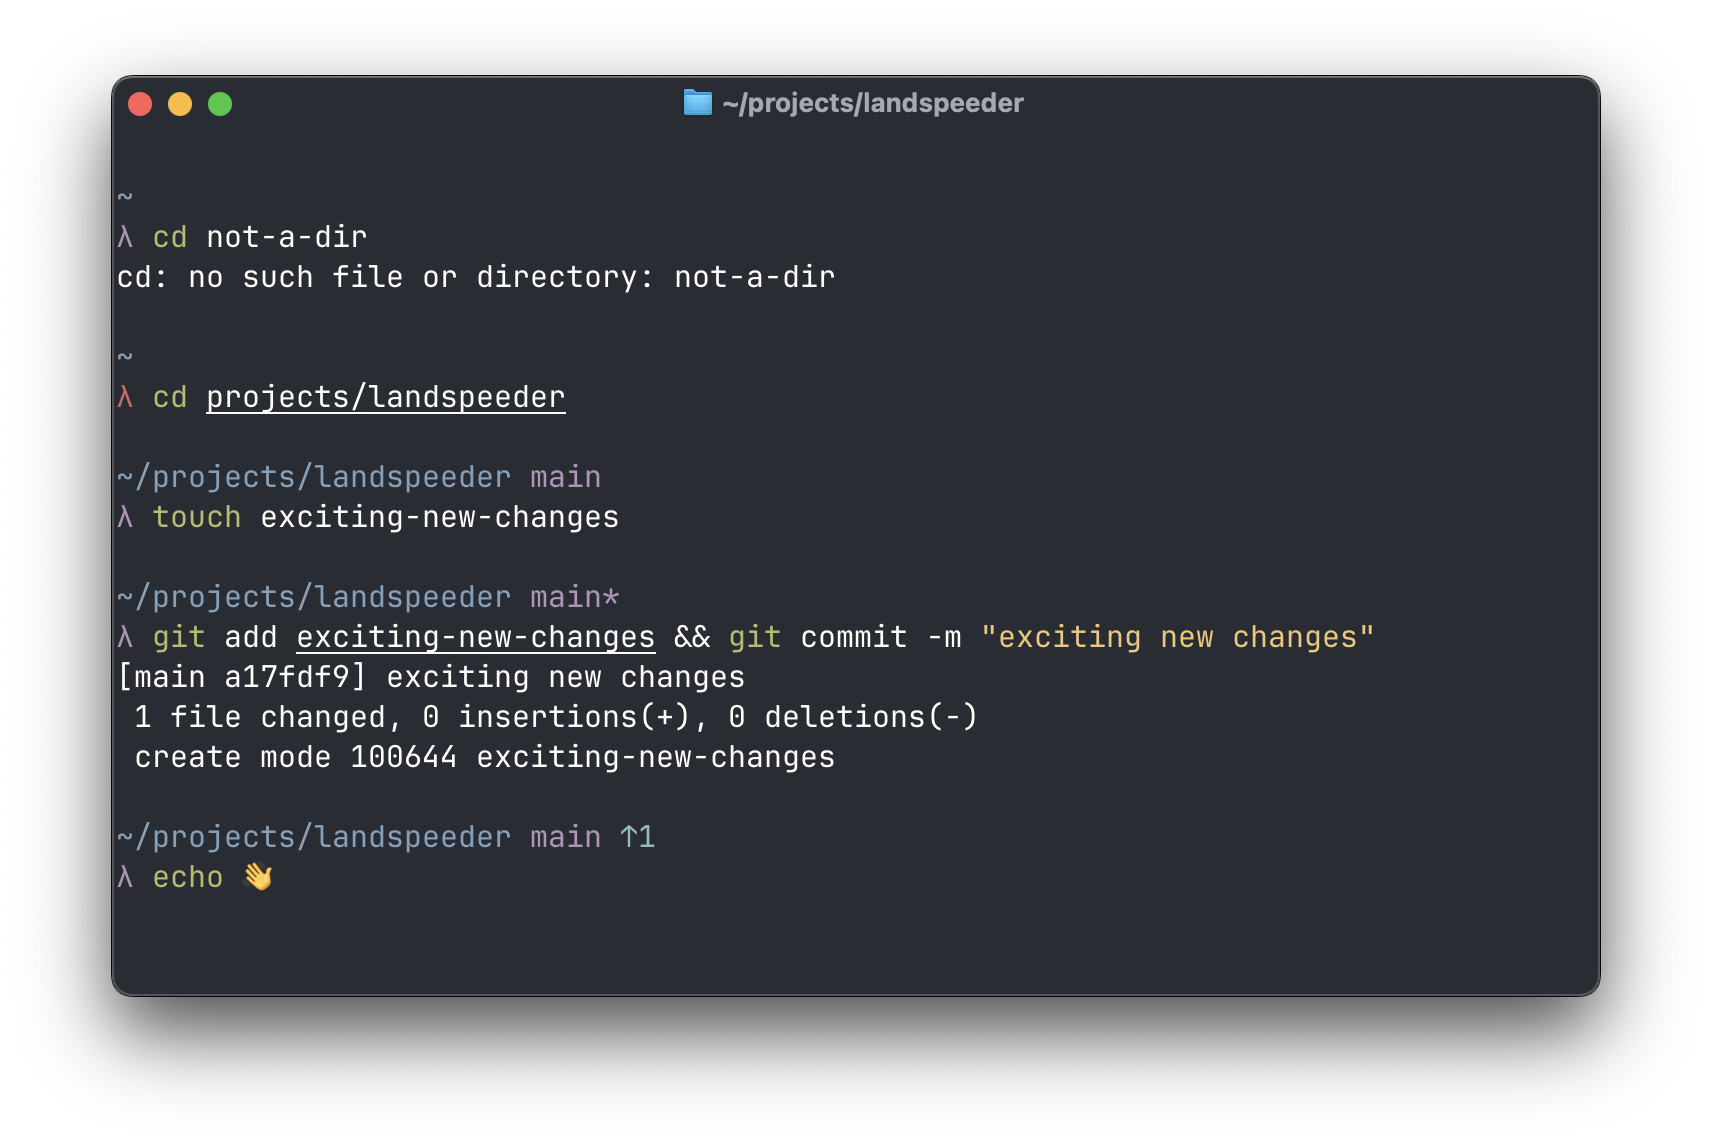 ~/projects/landspeeder
~
λ cd not-a-dir
cd: no such file or directory: not-a-dir
~
λ cd projects/landspeeder
~/projects/landspeeder main
λ touch exciting-new-changes
~/projects/landspeeder main*
λ git add exciting-new-changes && git commit -m "exciting new changes"
[main a17fdf9] exciting new changes
 1 file changed, 0 insertions(+), 0 deletions(-)
 create mode 100644 exciting-new-changes
~/projects/landspeeder main ↑1
λ echo 👋